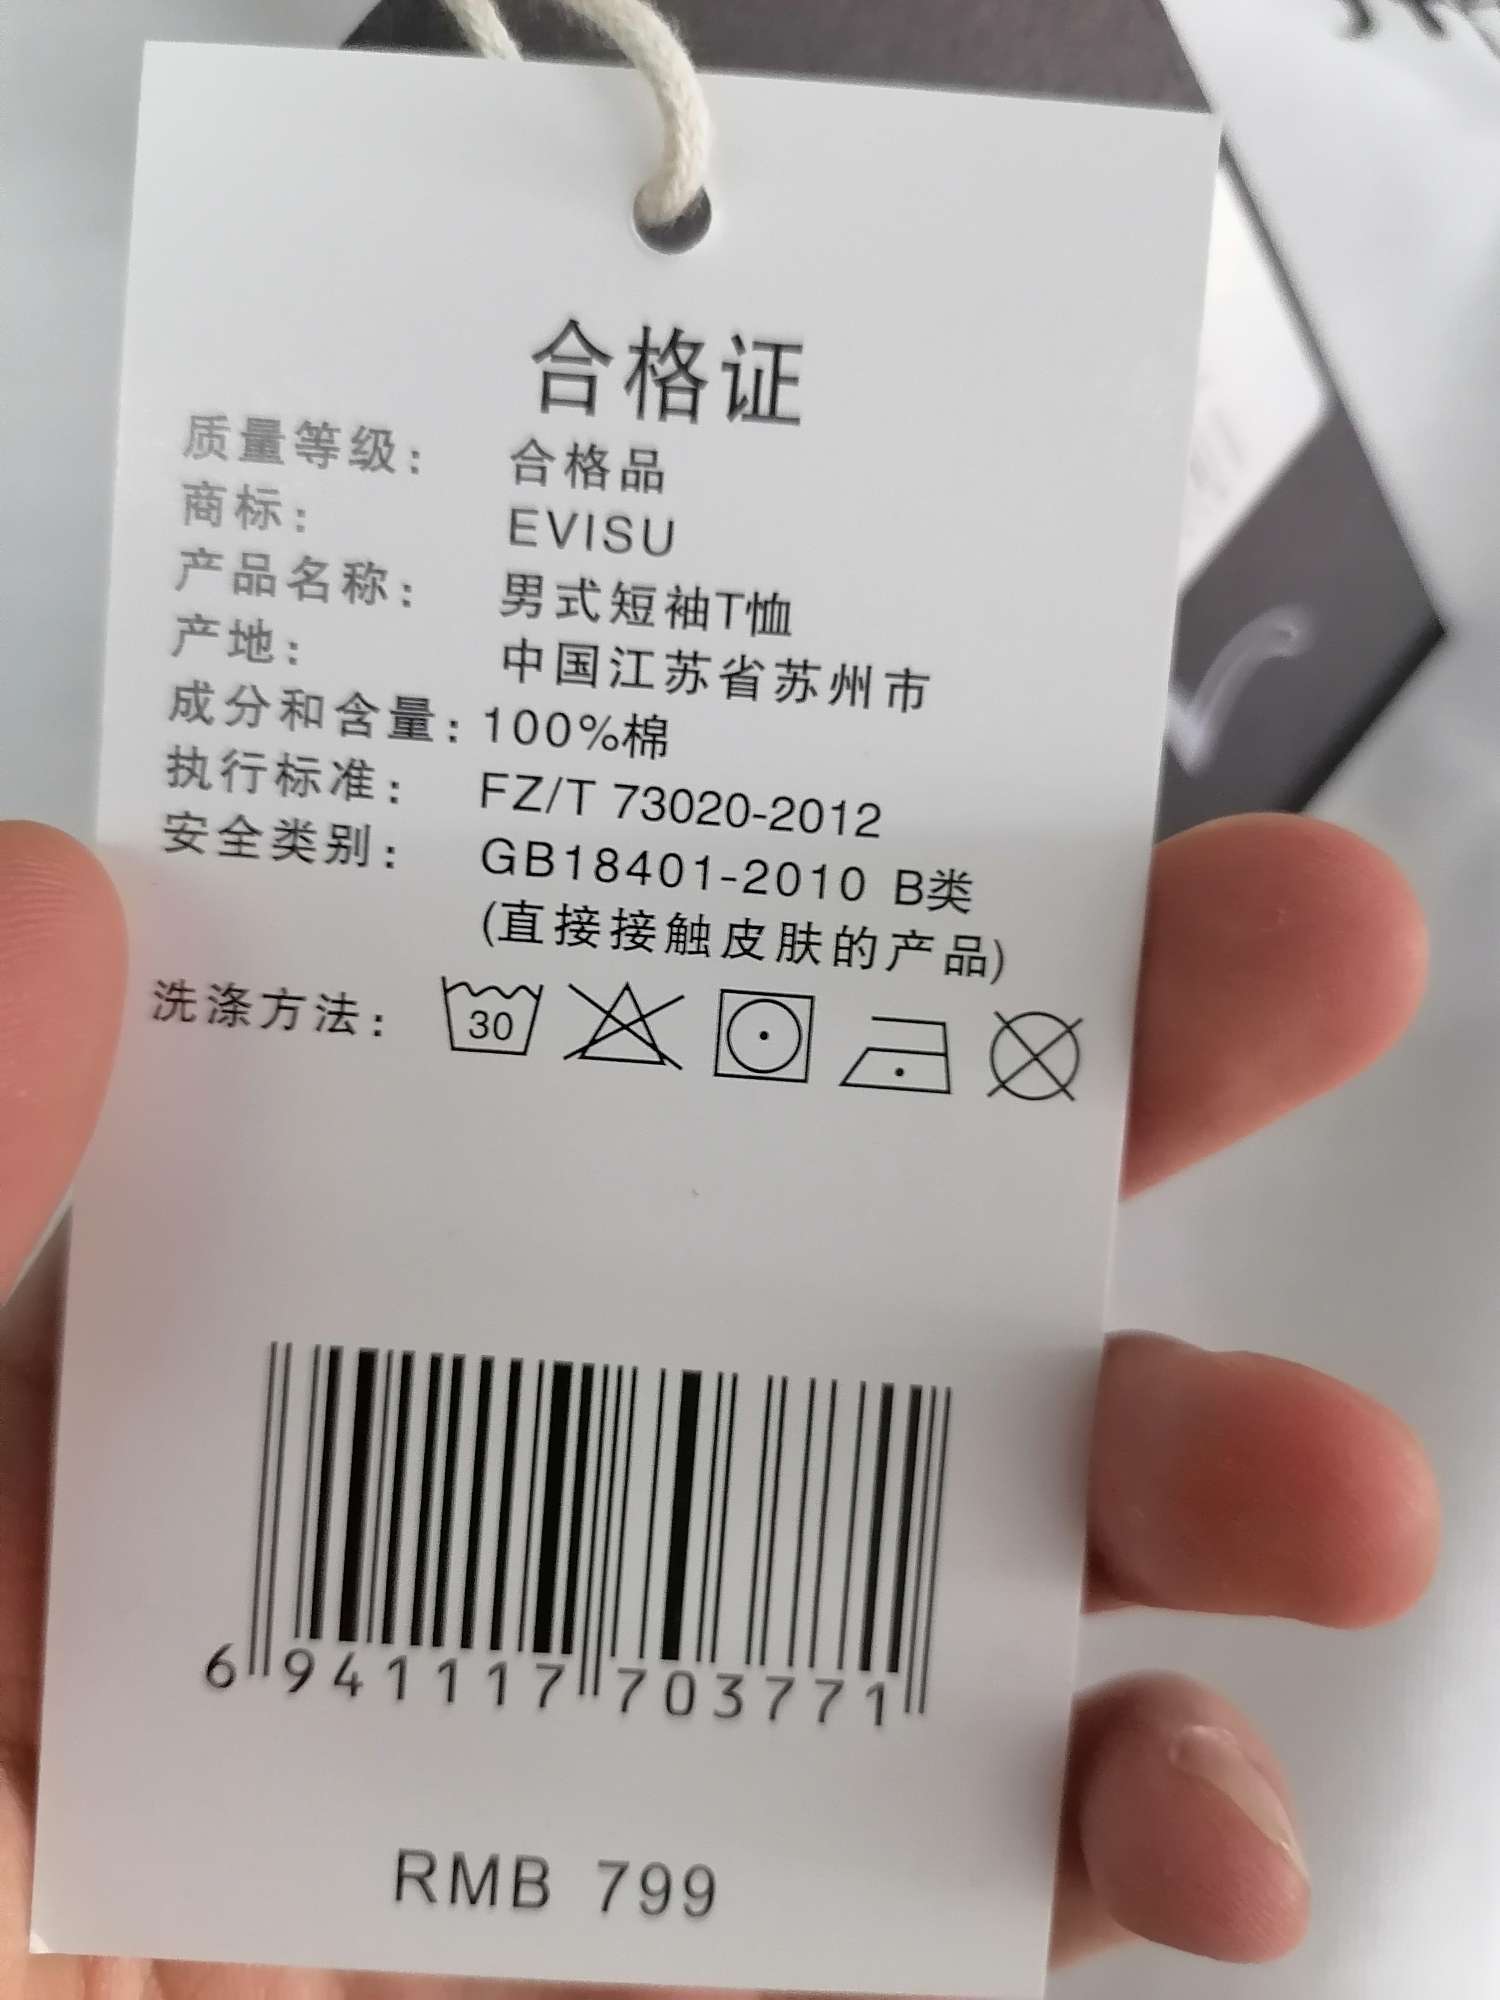 合格证
质量等级: 合格品
商标: EVISU
产品名称: 男式短袖T恤
产地: 中国江苏省苏州市
成分和含量: 100%棉
执行标准: FZ/T 73020-2012
安全类别: GB18401-2010 B类
(直接接触皮肤的产品)
洗涤方法: 30
6 941117 703771
RMB 799